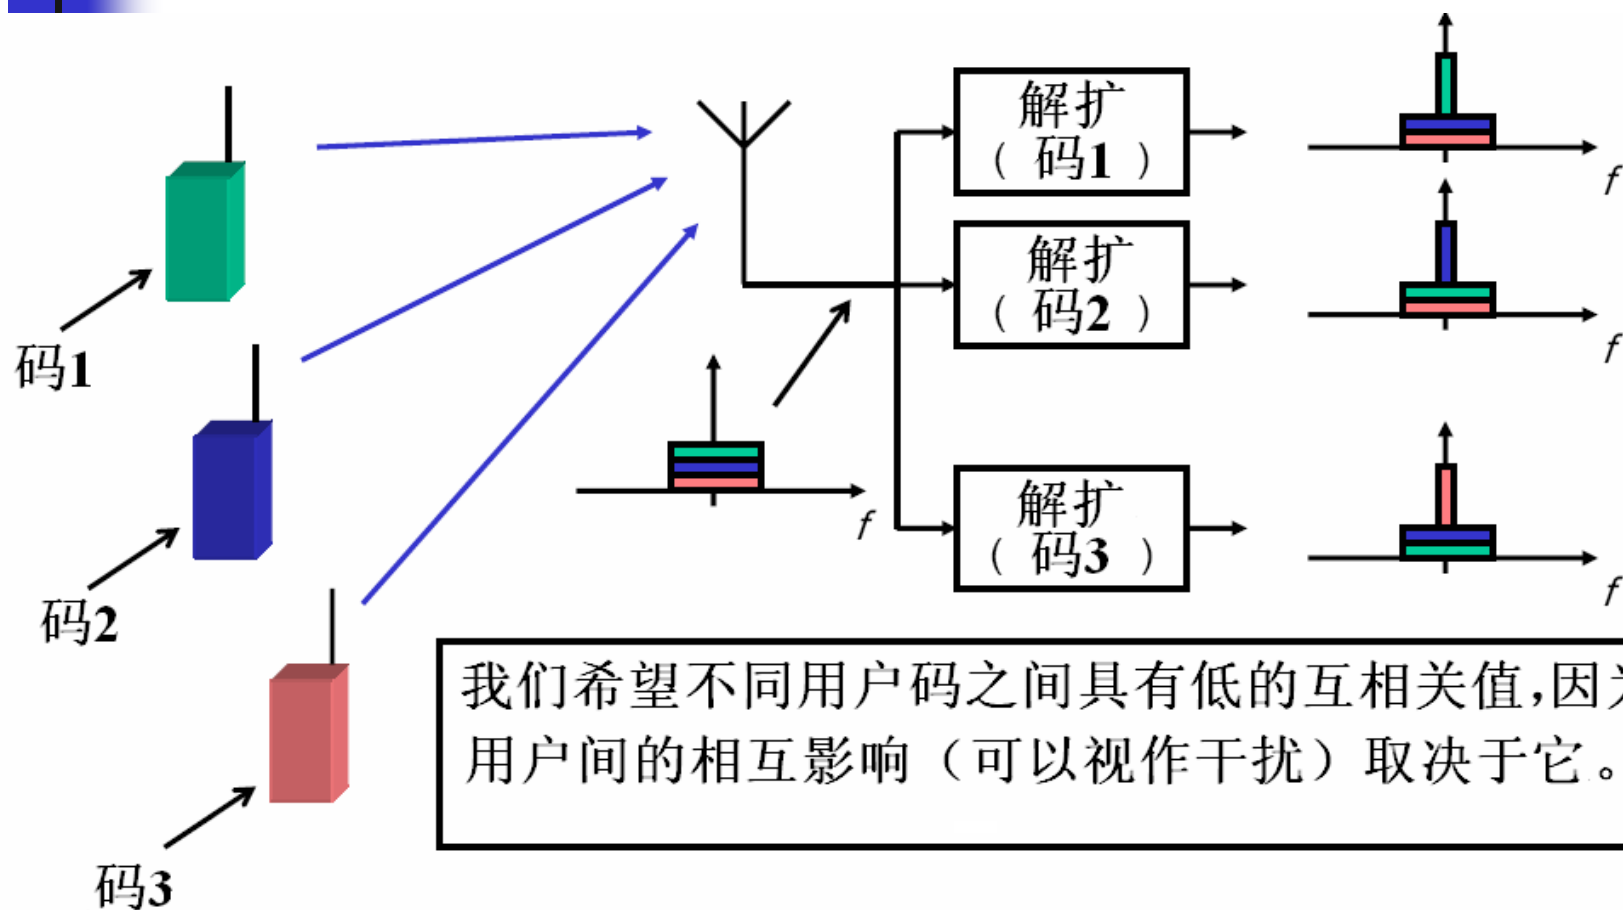 码1
码2
码3
解扩
（ 码1 ）
解扩
（ 码2 ）
解扩
（ 码3 ）
f
f
f
f
我们希望不同用户码之间具有低的互相关值,因为
用户间的相互影响（可以视作干扰）取决于它。